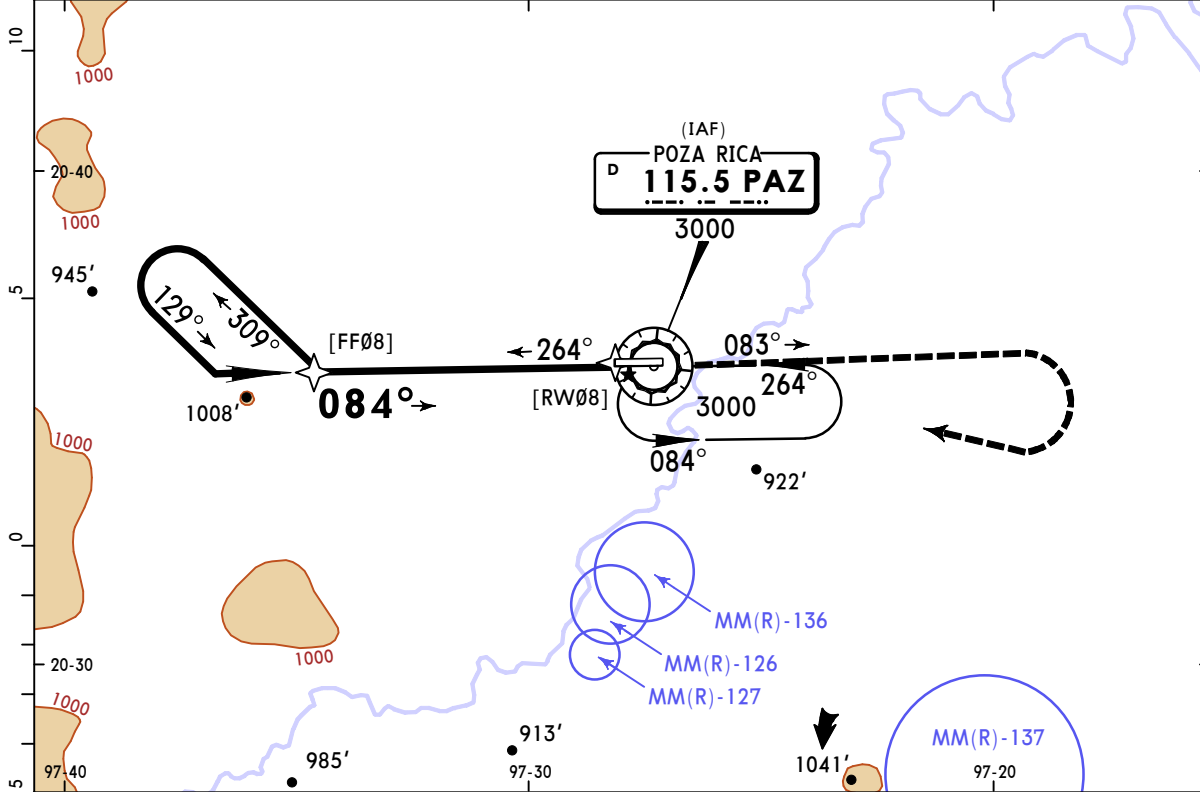 10
1000
(IAF)
POZA RICA
D
115.5 PAZ
3000
20-40
1000
945'
5
129°
309°
[FFØ8]
264°
083°
264°
084°
[RWØ8]
3000
1008'
084°
922'
1000
0
MM(R)-136
MM(R)-126
MM(R)-127
1000
20-30
1000
913'
985'
MM(R)-137
1041'
97-40
97-30
97-20
5